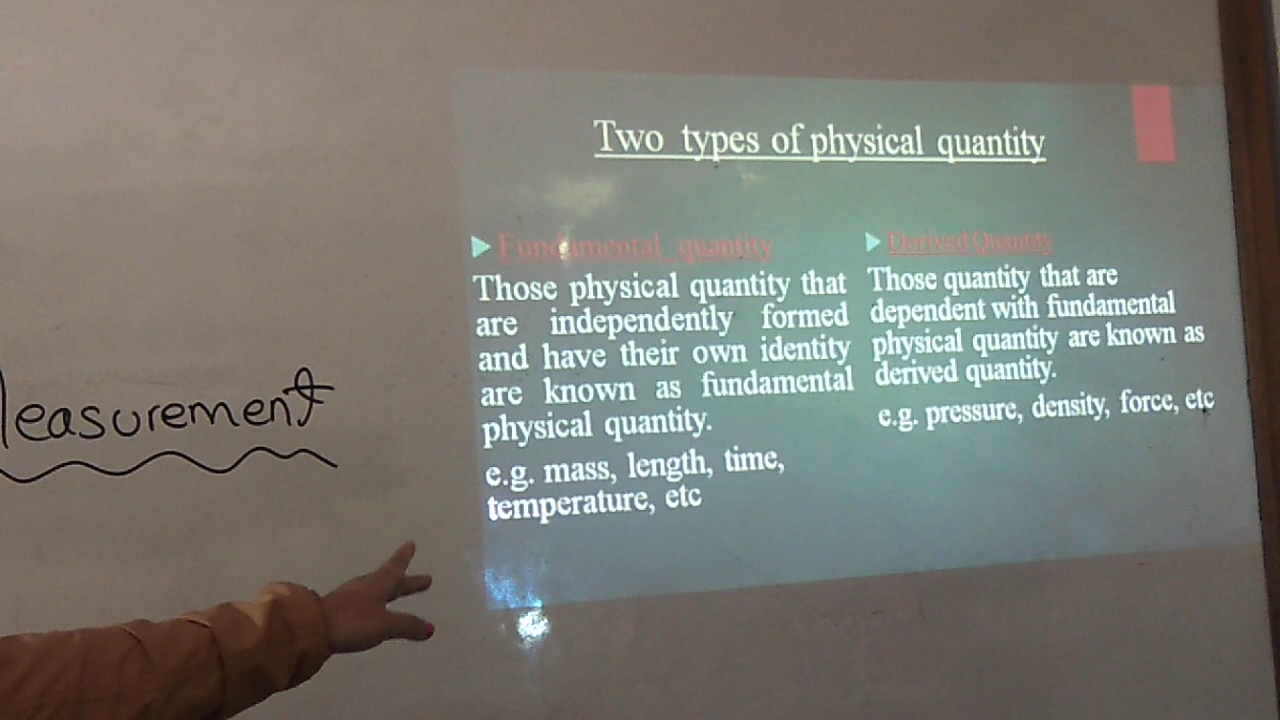 Two types of physical quantity
Fundamental quantity
Those physical quantity that
are independently formed
and have their own identity
are known as fundamental
physical quantity.
e.g. mass, length, time,
temperature, etc
Derived Quantity
Those quantity that are
dependent with fundamental
physical quantity are known as
derived quantity.
e.g. pressure, density, force, etc
Measurement